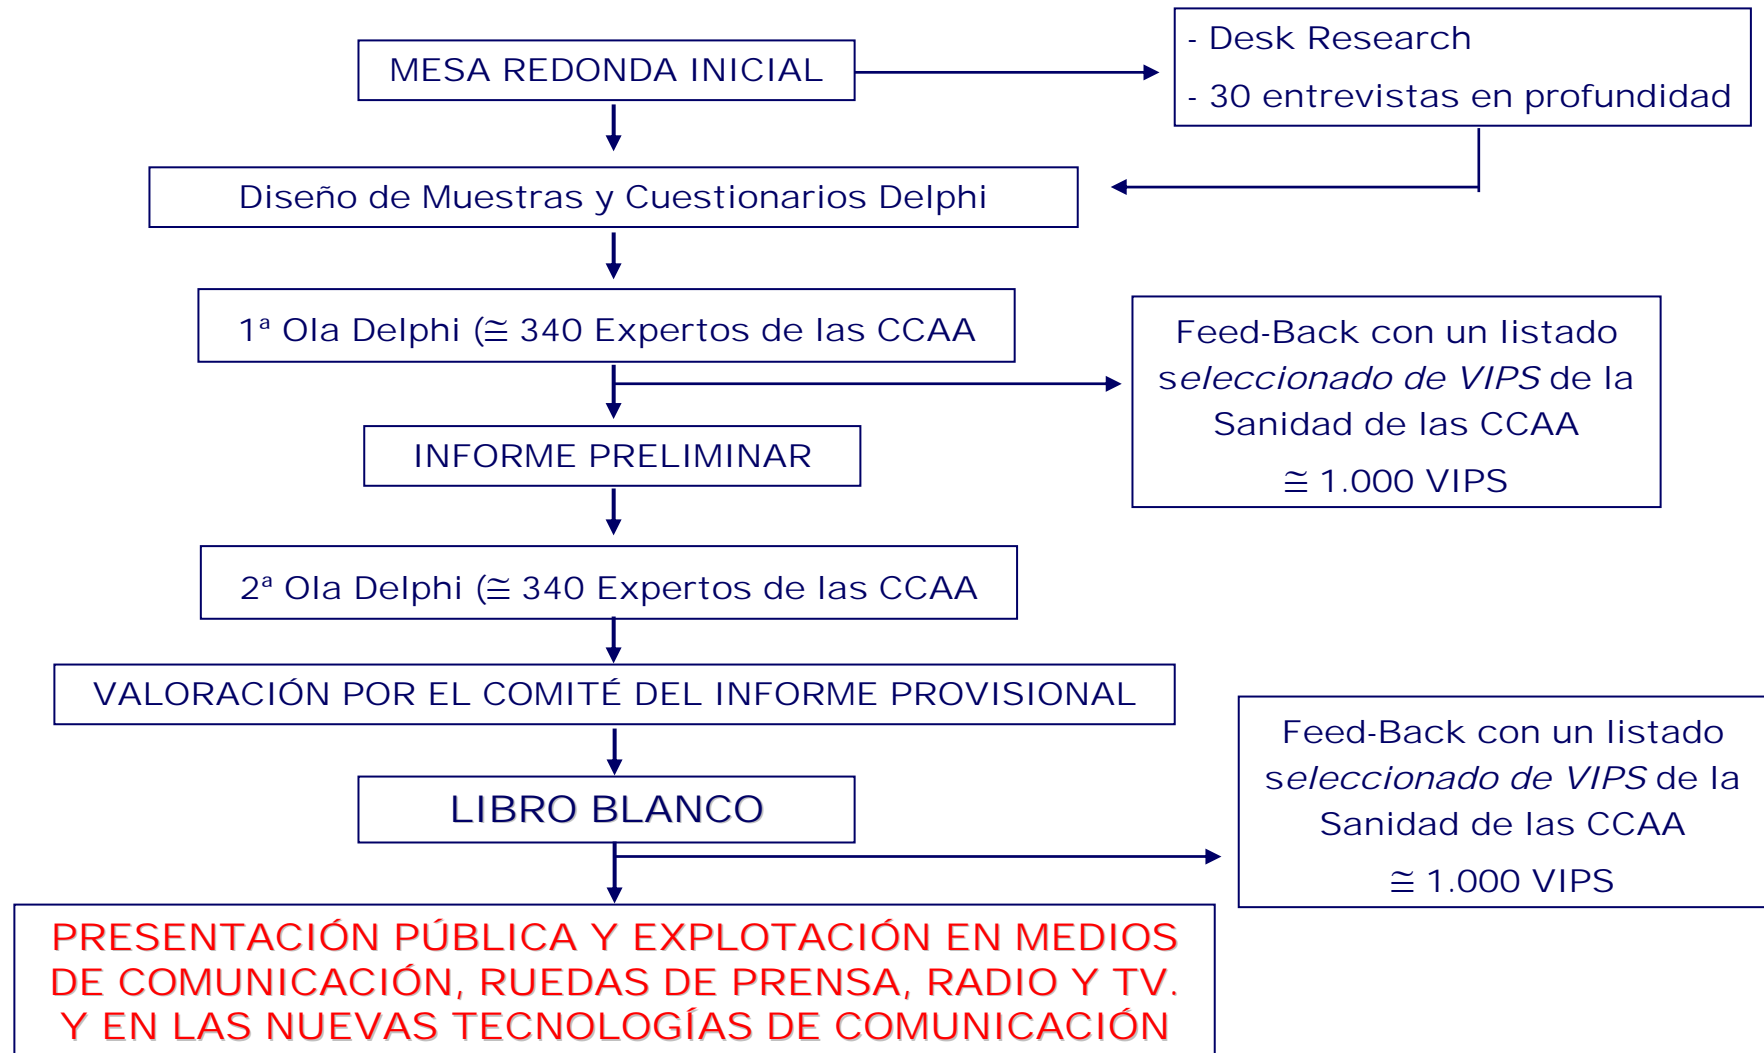 MESA REDONDA INICIAL
- Desk Research
- 30 entrevistas en profundidad
Diseño de Muestras y Cuestionarios Delphi
1ª Ola Delphi (≅ 340 Expertos de las CCAA
Feed-Back con un listado
seleccionado de VIPS de la
Sanidad de las CCAA
≅ 1.000 VIPS
INFORME PRELIMINAR
2ª Ola Delphi (≅ 340 Expertos de las CCAA
VALORACIÓN POR EL COMITÉ DEL INFORME PROVISIONAL
Feed-Back con un listado
seleccionado de VIPS de la
Sanidad de las CCAA
≅ 1.000 VIPS
LIBRO BLANCO
PRESENTACIÓN PÚBLICA Y EXPLOTACIÓN EN MEDIOS
DE COMUNICACIÓN, RUEDAS DE PRENSA, RADIO Y TV.
Y EN LAS NUEVAS TECNOLOGÍAS DE COMUNICACIÓN